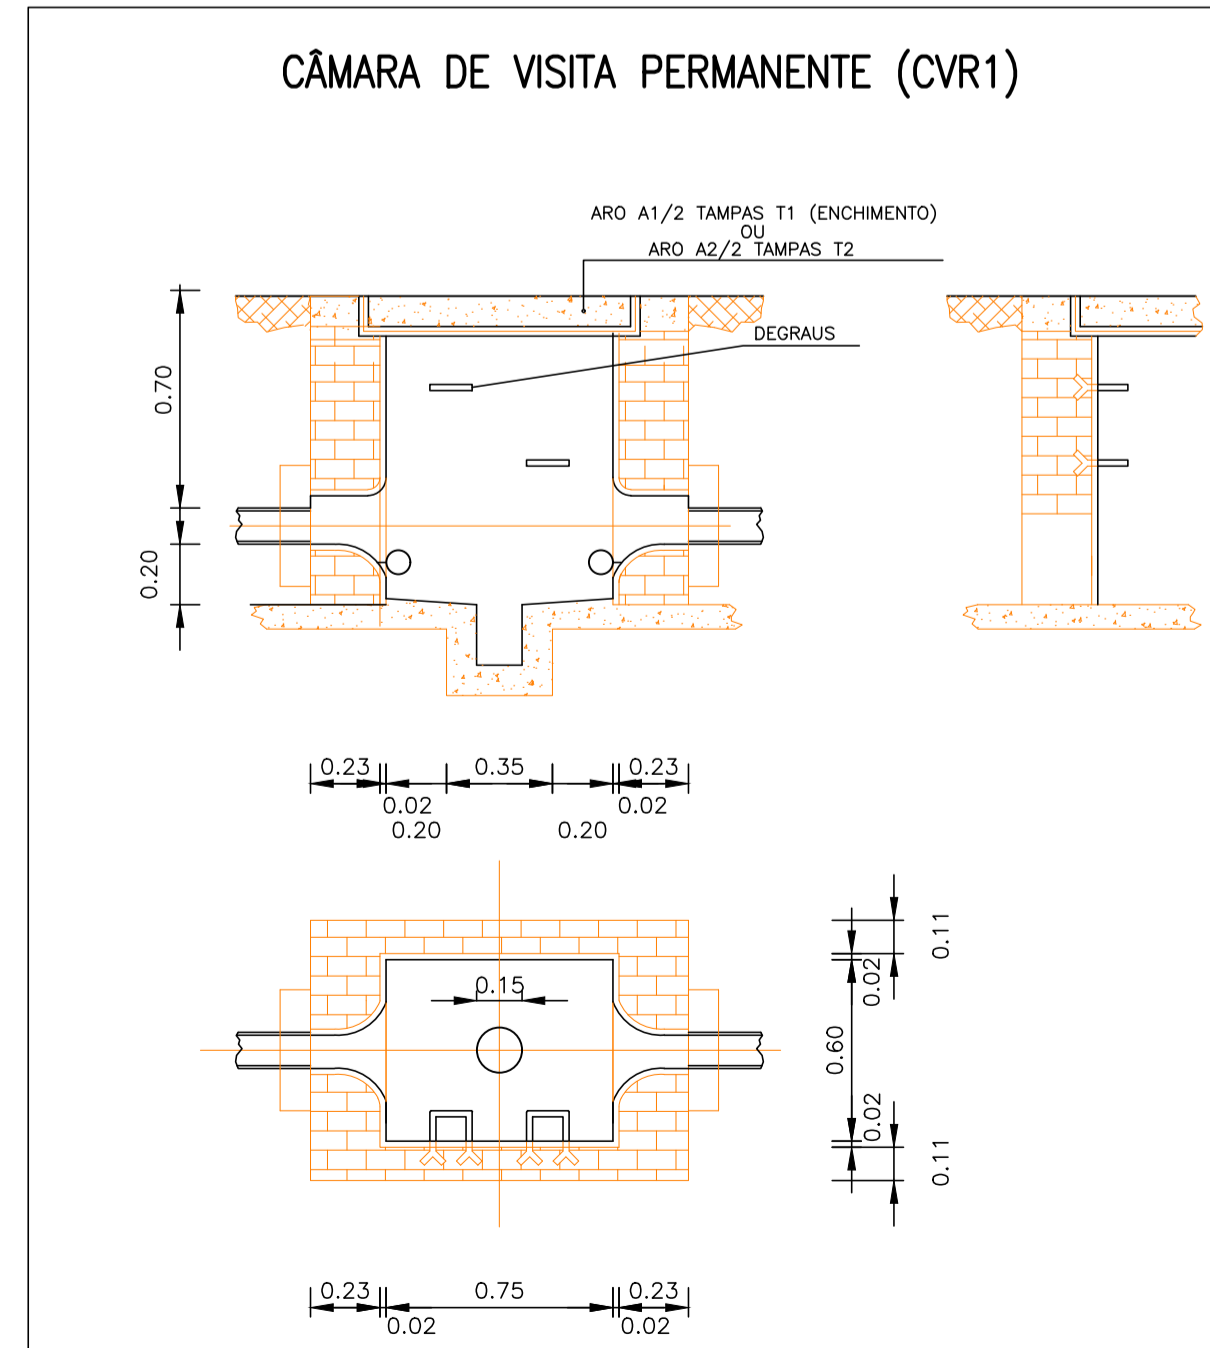 CÂMARA DE VISITA PERMANENTE (CVR1)
ARO A1/2 TAMPAS T1 (ENCHIMENTO)
OU
ARO A2/2 TAMPAS T2
DEGRAUS
0.70
0.20
0.23 0.35 0.23
0.02 0.02
0.20 0.20
0.15
0.11
0.02
0.60
0.02
0.11
0.23 0.75 0.23
0.02 0.02